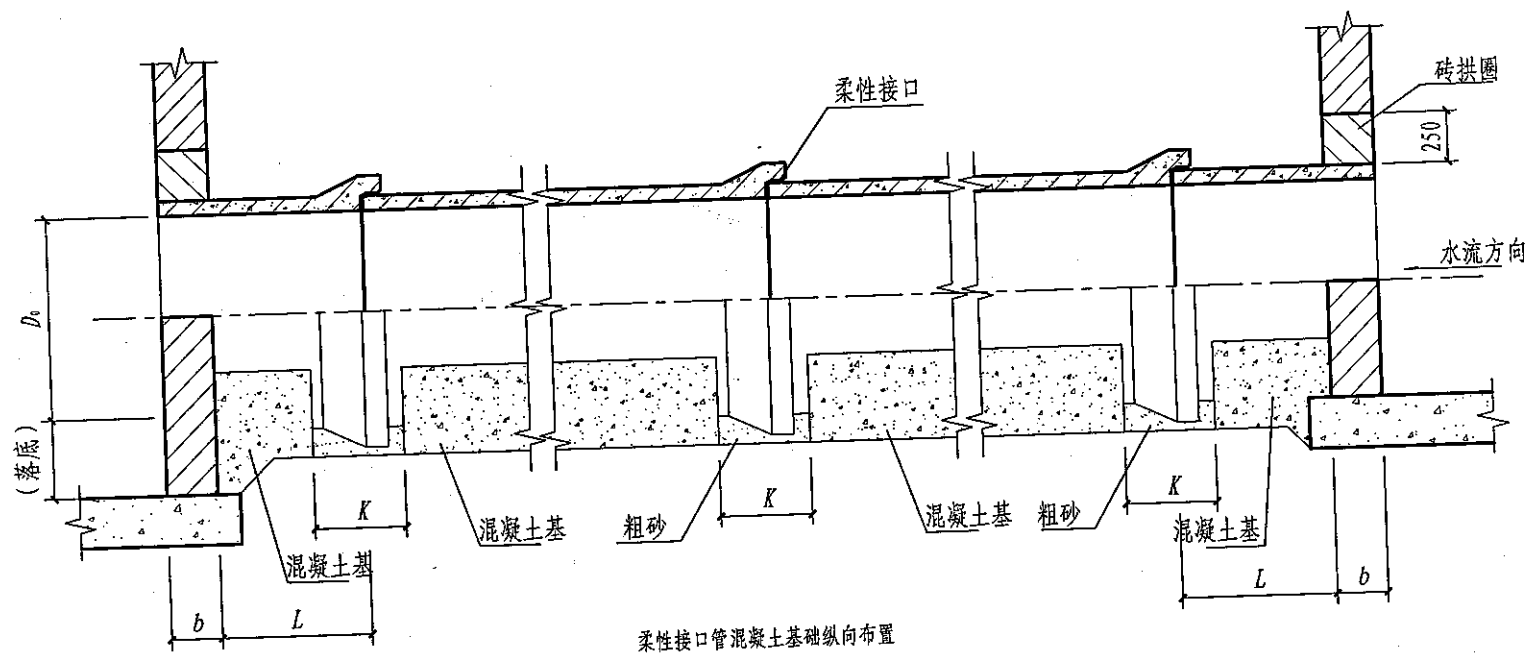 砖拱圈
柔性接口
250
水流方向
D₀
(落底)
K
K
K
混凝土基
粗砂
混凝土基
粗砂
混凝土基
混凝土基
b
L
L
b
柔性接口管混凝土基础纵向布置